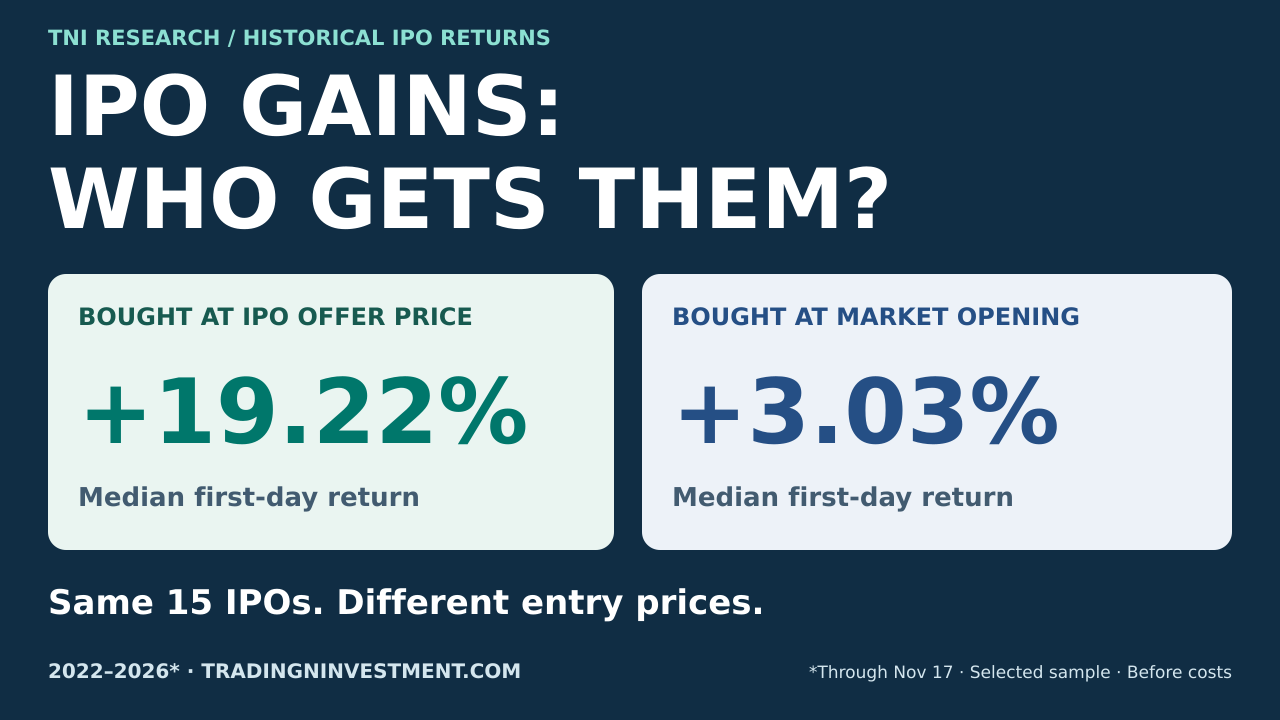 TNI RESEARCH / HISTORICAL IPO RETURNS
IPO GAINS:
WHO GETS THEM?
BOUGHT AT IPO OFFER PRICE
+19.22%
Median first-day return
BOUGHT AT MARKET OPENING
+3.03%
Median first-day return
Same 15 IPOs. Different entry prices.
2022–2026* · TRADINGNINVESTMENT.COM
*Through Nov 17 · Selected sample · Before costs